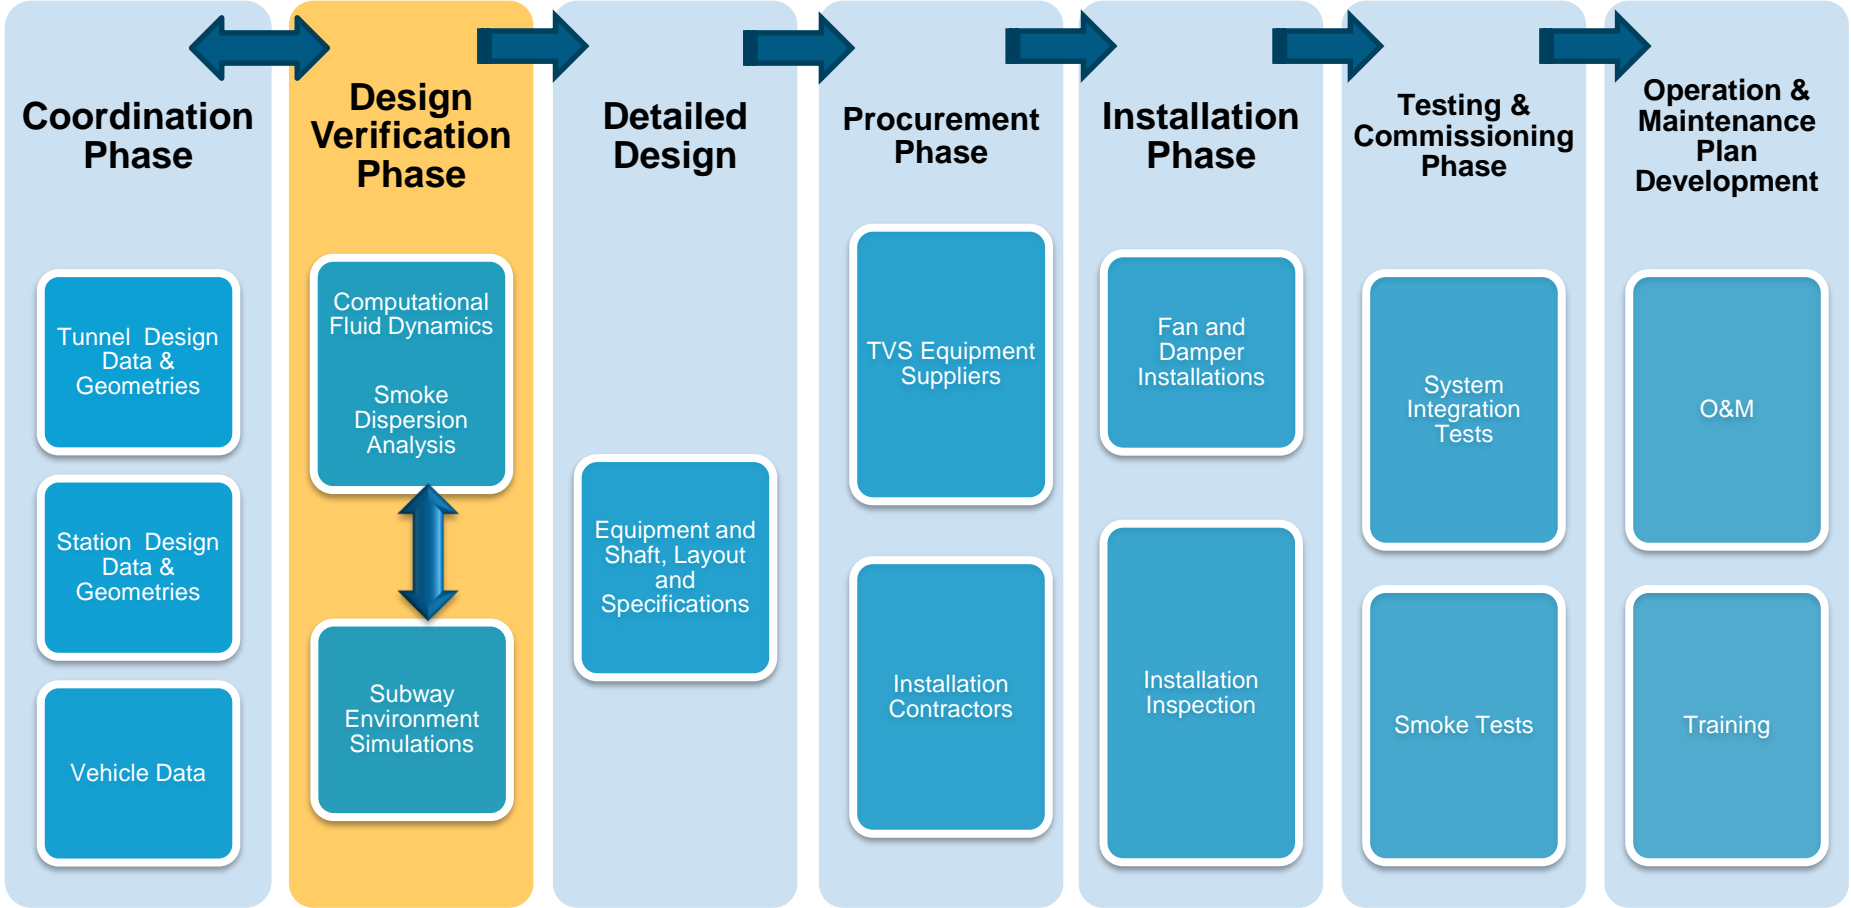 Coordination
Phase
Tunnel  Design
Data &
Geometries
Station  Design
Data &
Geometries
Vehicle Data
Design
Verification
Phase
Computational
Fluid Dynamics
Smoke
Dispersion
Analysis
Subway
Environment
Simulations
Detailed
Design
Equipment and
Shaft, Layout
and
Specifications
Procurement
Phase
TVS Equipment
Suppliers
Installation
Contractors
Installation
Phase
Fan and
Damper
Installations
Installation
Inspection
Testing &
Commissioning
Phase
System
Integration
Tests
Smoke Tests
Operation &
Maintenance
Plan
Development
O&M
Training